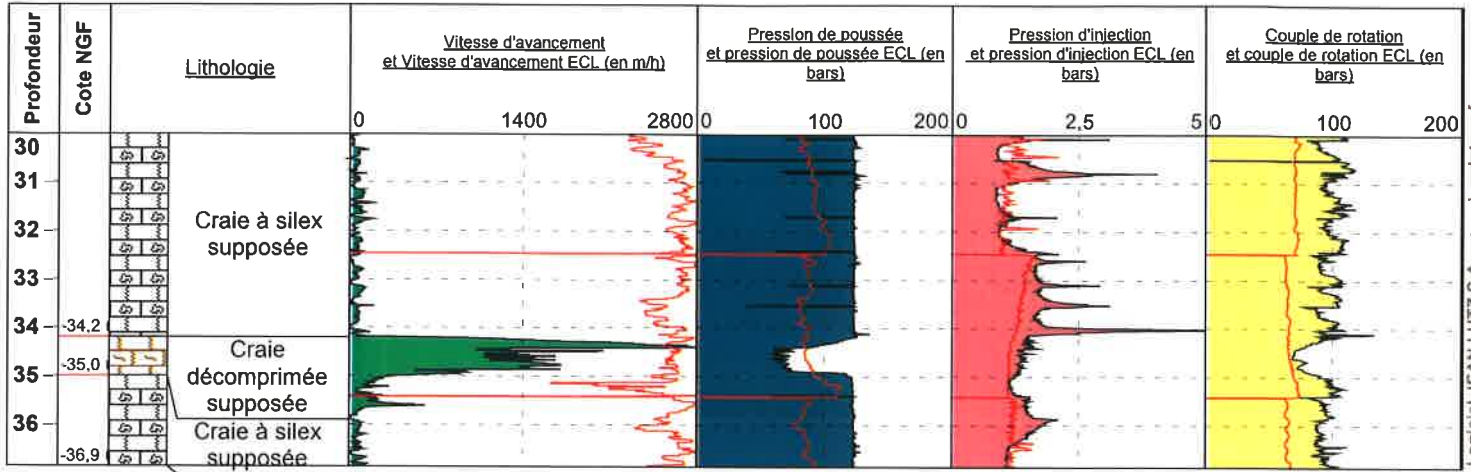 Profondeur
Cote NGF
Lithologie
Vitesse d'avancement
et Vitesse d'avancement ECL (en m/h)
Pression de poussée
et pression de poussée ECL (en
bars)
Pression d'injection
et pression d'injection ECL (en
bars)
Couple de rotation
et couple de rotation ECL (en
bars)
0 1400 2800
0 100 200
0 2,5 5
0 100 200
30
31
32
33
34
35
36
-34,2
-35,0
-36,9
Craie à silex
supposée
Craie
décomprimée
supposée
Craie à silex
supposée